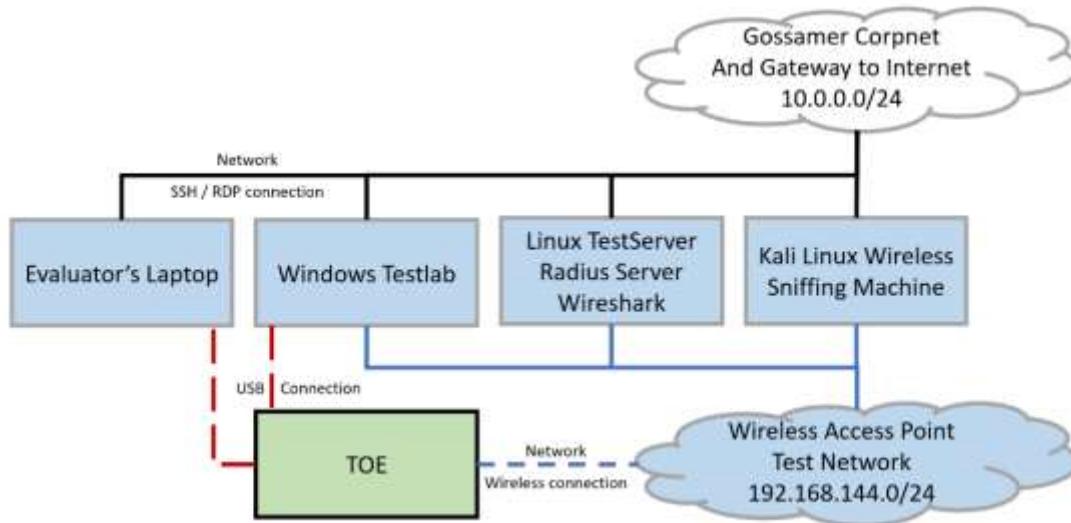 Gossamer Corpnet
And Gateway to Internet
10.0.0.0/24
Network
SSH / RDP connection
Evaluator's Laptop
Windows Testlab
Linux TestServer
Radius Server
Wireshark
Kali Linux Wireless
Sniffing Machine
USB Connection
TOE
Network
Wireless connection
Wireless Access Point
Test Network
192.168.144.0/24